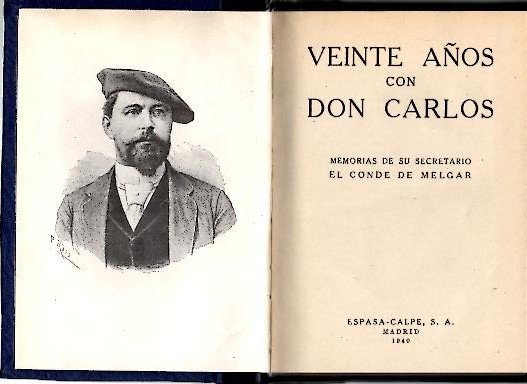 VEINTE AÑOS
CON
DON CARLOS
MEMORIAS DE SU SECRETARIO
EL CONDE DE MELGAR
ESPASA-CALPE, S. A.
MADRID
1940